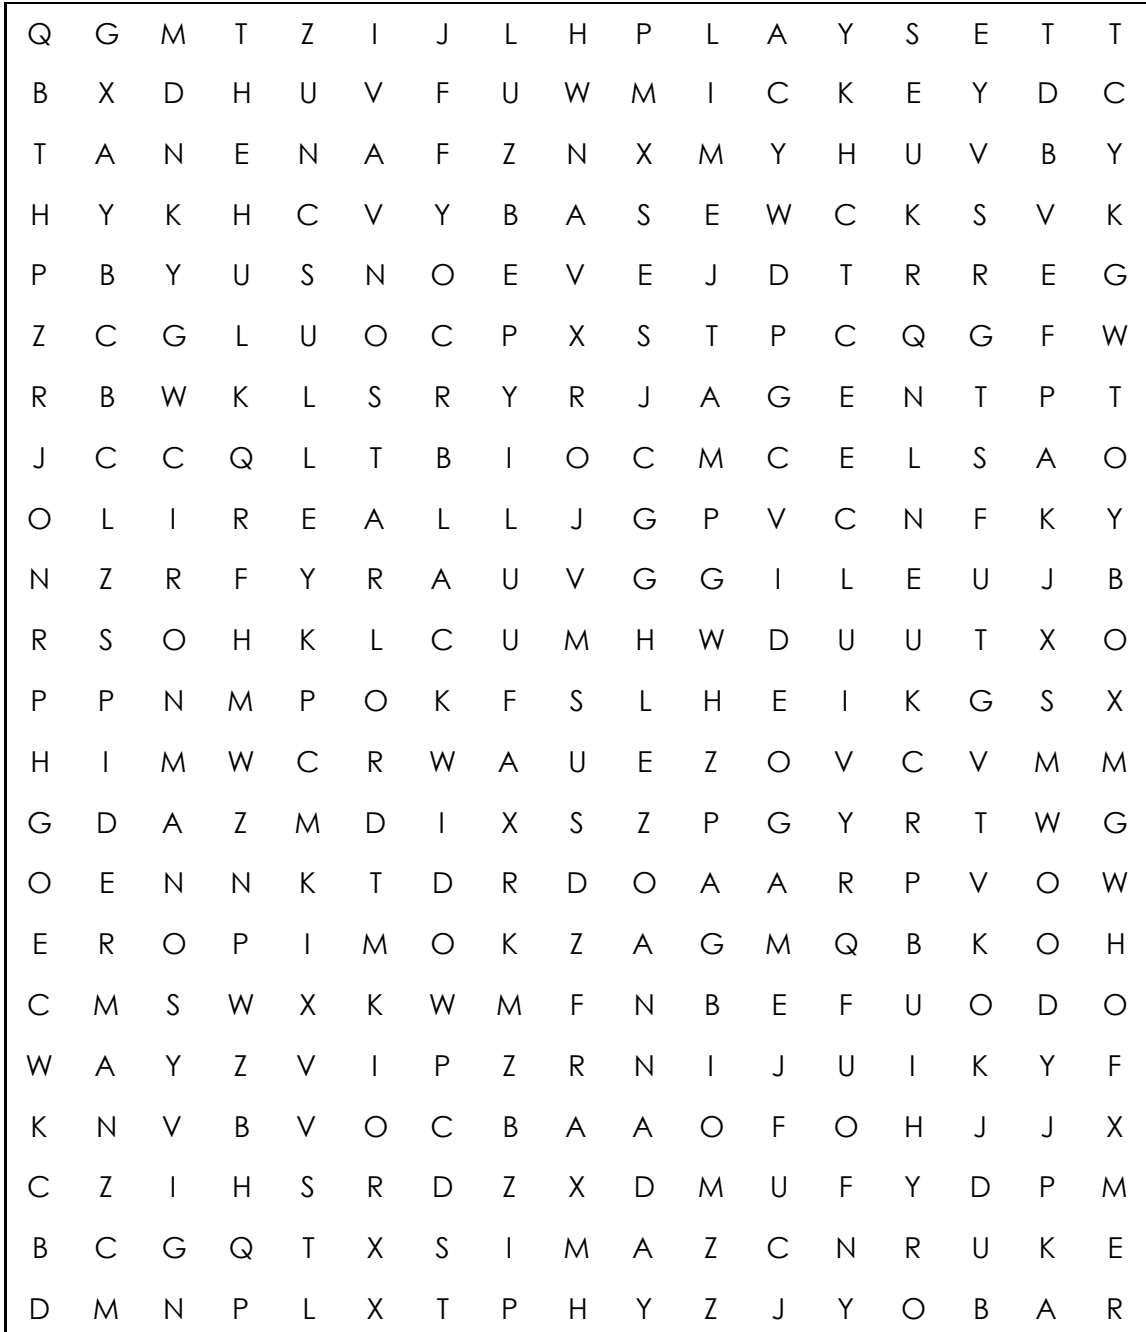 Q G M T Z I J L H P L A Y S E T T
B X D H U V F U W M I C K E Y D C
T A N E N A F Z N X M Y H U V B Y
H Y K H C V Y B A S E W C K S V K
P B Y U S N O E V E J D T R R E G
Z C G L U O C P X S T P C Q G F W
R B W K L S R Y R J A G E N T P T
J C C Q L T B I O C M C E L S A O
O L I R E A L L J G P V C N F K Y
N Z R F Y R A U V G G I L E U J B
R S O H K L C U M H W D U U T X O
P P N M P O K F S L H E I K G S X
H I M W C R W A U E Z O V C V M M
G D A Z M D I X S Z P G Y R T W G
O E N N K T D R D O A A R P V O W
E R O P I M O K Z A G M Q B K O H
C M S W X K W M F N B E F U O D O
W A Y Z V I P Z R N I J U I K Y F
K N V B V O C B A A O F O H J J X
C Z I H S R D Z X D M U F Y D P M
B C G Q T X S I M A Z C N R U K E
D M N P L X T P H Y Z J Y O B A R